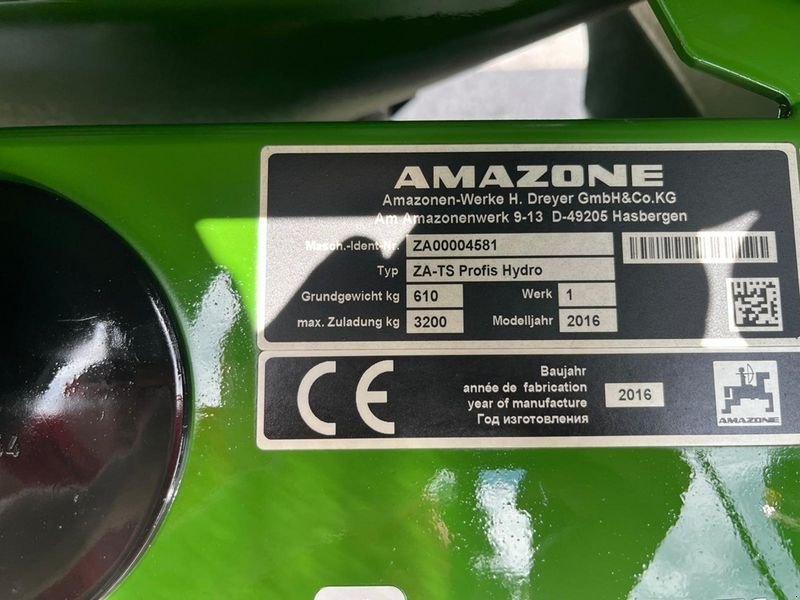 AMAZONE
Amazonen-Werke H. Dreyer GmbH&Co.KG
Am Amazonenwerk 9-13 D-49205 Hasbergen
Masch.-Ident-Nr. ZA00004581
Typ ZA-TS Profis Hydro
Grundgewicht kg 610 Werk 1
max. Zuladung kg 3200 Modelljahr 2016
CE
Baujahr
année de fabrication
year of manufacture
Год изготовления
2016
AMAZONE